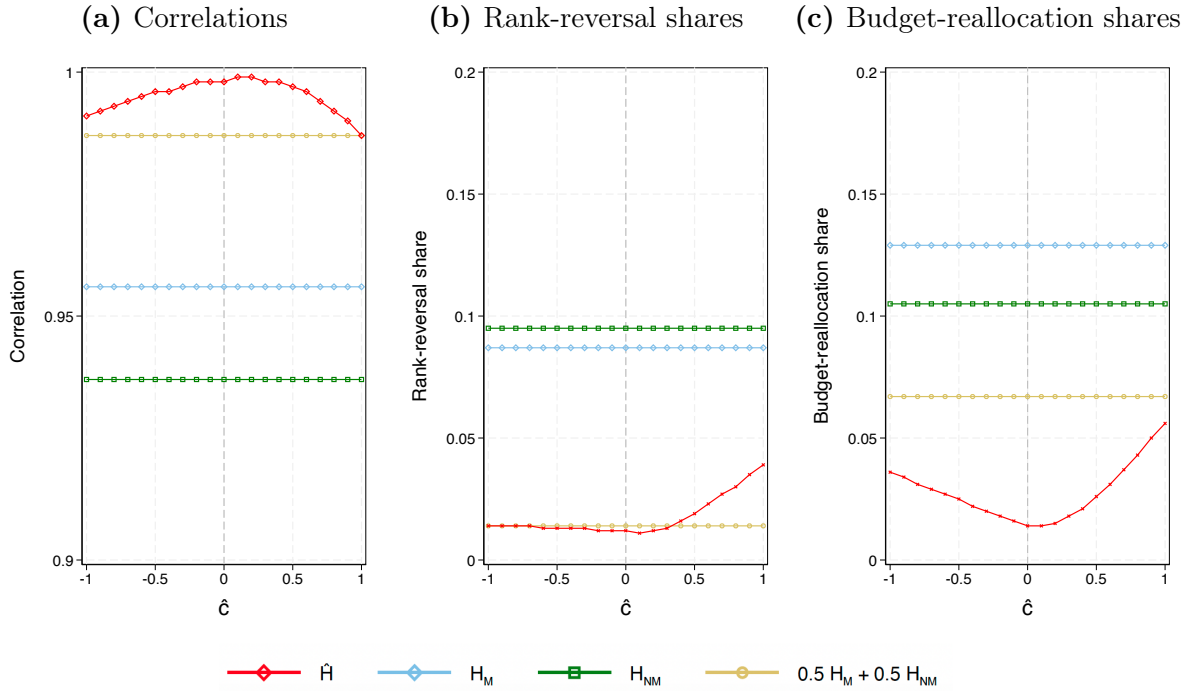 (a) Correlations
(b) Rank-reversal shares
(c) Budget-reallocation shares
Correlation
1
0.95
0.9
-1 -0.5 0 0.5 1
ĉ
Rank-reversal share
0.2
0.15
0.1
0.05
0
-1 -0.5 0 0.5 1
ĉ
Budget-reallocation share
0.2
0.15
0.1
0.05
0
-1 -0.5 0 0.5 1
ĉ
Ĥ H_M H_NM 0.5 H_M + 0.5 H_NM